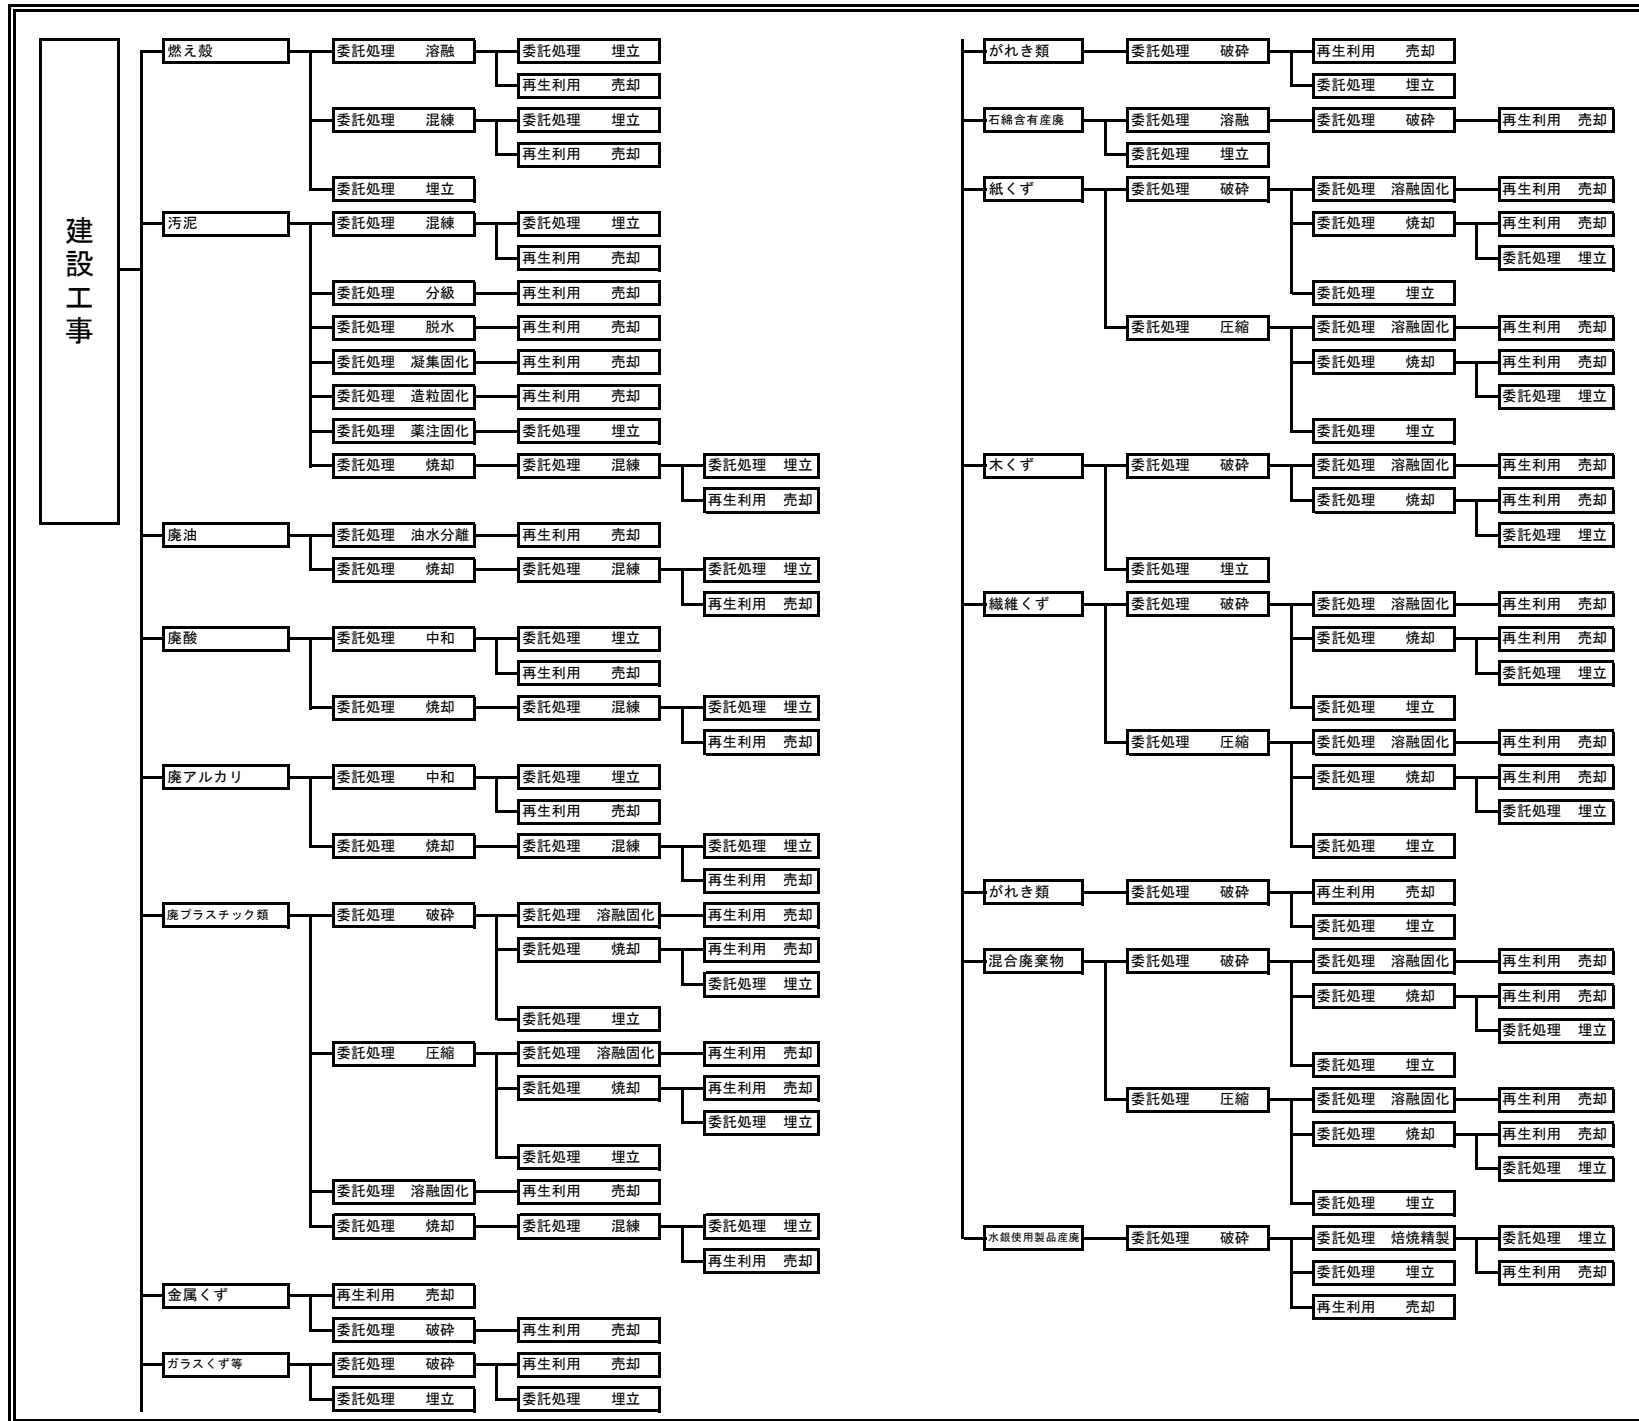 建設工事
燃え殻 委託処理 溶融 委託処理 埋立
再生利用 売却
委託処理 混練 委託処理 埋立
再生利用 売却
委託処理 埋立
汚泥 委託処理 混練 委託処理 埋立
再生利用 売却
委託処理 分級 再生利用 売却
委託処理 脱水 再生利用 売却
委託処理 凝集固化 再生利用 売却
委託処理 造粒固化 再生利用 売却
委託処理 薬注固化 委託処理 埋立
委託処理 焼却 委託処理 混練 委託処理 埋立
再生利用 売却
廃油 委託処理 油水分離 再生利用 売却
委託処理 焼却 委託処理 混練 委託処理 埋立
再生利用 売却
廃酸 委託処理 中和 委託処理 埋立
再生利用 売却
委託処理 焼却 委託処理 混練 委託処理 埋立
再生利用 売却
廃アルカリ 委託処理 中和 委託処理 埋立
再生利用 売却
委託処理 焼却 委託処理 混練 委託処理 埋立
再生利用 売却
廃プラスチック類 委託処理 破砕 委託処理 溶融固化 再生利用 売却
委託処理 焼却 再生利用 売却
委託処理 埋立
委託処理 埋立
委託処理 圧縮 委託処理 溶融固化 再生利用 売却
委託処理 焼却 再生利用 売却
委託処理 埋立
委託処理 埋立
委託処理 溶融固化 再生利用 売却
委託処理 焼却 委託処理 混練 委託処理 埋立
再生利用 売却
金属くず 再生利用 売却
委託処理 破砕 再生利用 売却
ガラスくず等 委託処理 破砕 再生利用 売却
委託処理 埋立 委託処理 埋立
がれき類 委託処理 破砕 再生利用 売却
委託処理 埋立
石綿含有産廃 委託処理 溶融 委託処理 破砕 再生利用 売却
委託処理 埋立
紙くず 委託処理 破砕 委託処理 溶融固化 再生利用 売却
委託処理 焼却 再生利用 売却
委託処理 埋立
委託処理 埋立
委託処理 圧縮 委託処理 溶融固化 再生利用 売却
委託処理 焼却 再生利用 売却
委託処理 埋立
委託処理 埋立
木くず 委託処理 破砕 委託処理 溶融固化 再生利用 売却
委託処理 焼却 再生利用 売却
委託処理 埋立
委託処理 埋立
繊維くず 委託処理 破砕 委託処理 溶融固化 再生利用 売却
委託処理 焼却 再生利用 売却
委託処理 埋立
委託処理 埋立
委託処理 圧縮 委託処理 溶融固化 再生利用 売却
委託処理 焼却 再生利用 売却
委託処理 埋立
委託処理 埋立
がれき類 委託処理 破砕 再生利用 売却
委託処理 埋立
混合廃棄物 委託処理 破砕 委託処理 溶融固化 再生利用 売却
委託処理 焼却 再生利用 売却
委託処理 埋立
委託処理 埋立
委託処理 圧縮 委託処理 溶融固化 再生利用 売却
委託処理 焼却 再生利用 売却
委託処理 埋立
委託処理 埋立
水銀使用製品産廃 委託処理 破砕 委託処理 焙焼精製 委託処理 埋立
委託処理 埋立 再生利用 売却
再生利用 売却